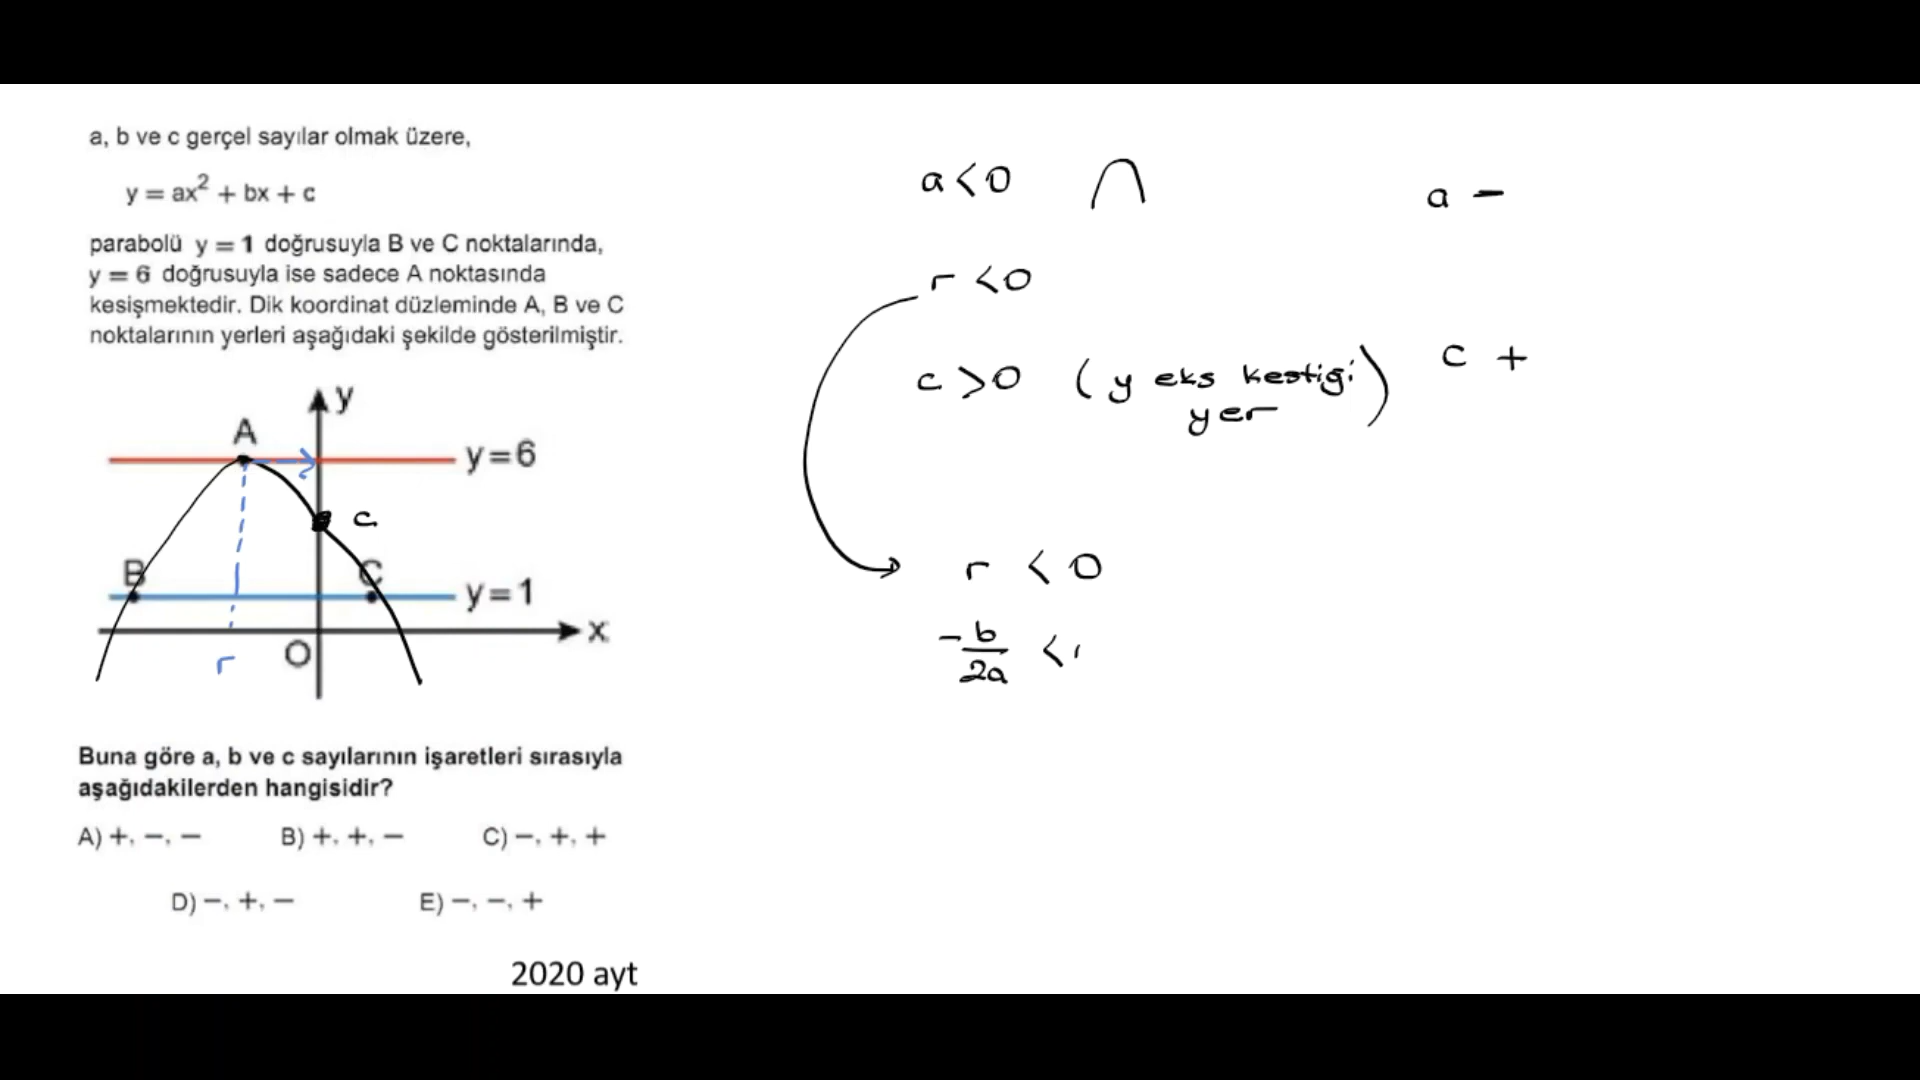 a, b ve c gerçel sayılar olmak üzere,
y = ax² + bx + c
parabolü y = 1 doğrusuyla B ve C noktalarında,
y = 6 doğrusuyla ise sadece A noktasında
kesişmektedir. Dik koordinat düzleminde A, B ve C
noktalarının yerleri aşağıdaki şekilde gösterilmiştir.
y
A
y=6
c
B
C
y=1
x
O
r
Buna göre a, b ve c sayılarının işaretleri sırasıyla
aşağıdakilerden hangisidir?
A) +, −, − B) +, +, − C) −, +, +
D) −, +, − E) −, −, +
2020 ayt
a<0 a −
r<0
c>0 (y eks kestiği yer) c +
r < 0
-b/2a <